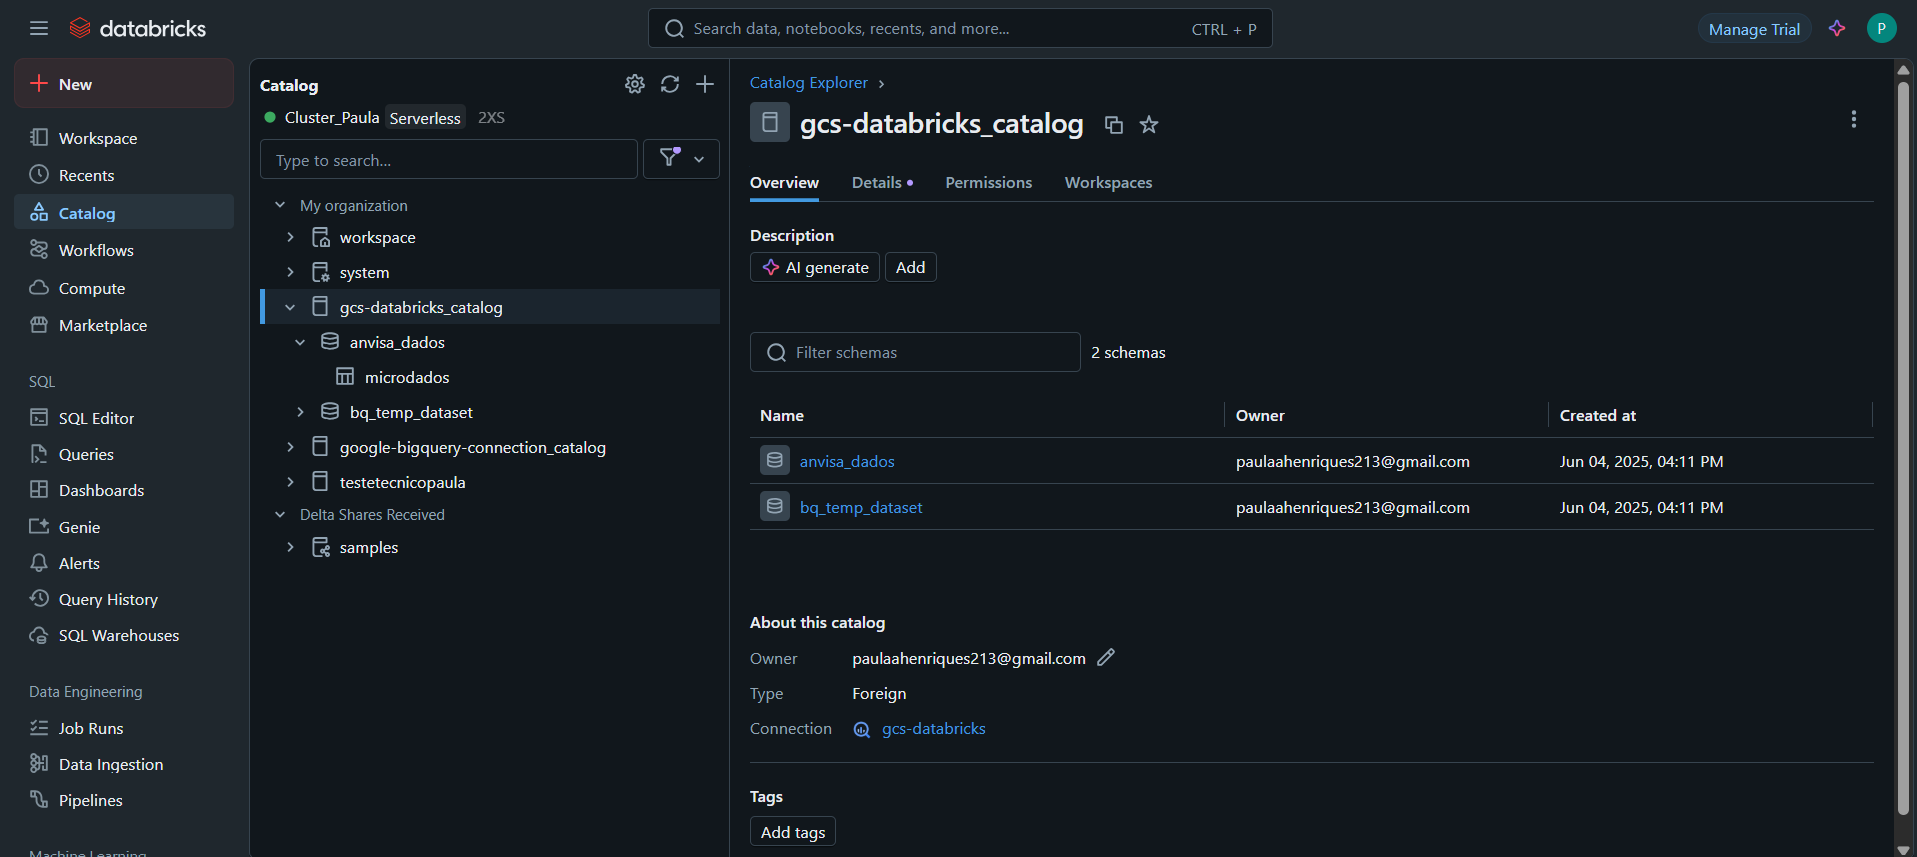 databricks
Search data, notebooks, recents, and more...
CTRL + P
Manage Trial
P
New
Workspace
Recents
Catalog
Workflows
Compute
Marketplace
SQL
SQL Editor
Queries
Dashboards
Genie
Alerts
Query History
SQL Warehouses
Data Engineering
Job Runs
Data Ingestion
Pipelines
Machine Learning
Catalog
Cluster_Paula Serverless 2XS
Type to search...
My organization
workspace
system
gcs-databricks_catalog
anvisa_dados
microdados
bq_temp_dataset
google-bigquery-connection_catalog
testetecnicopaula
Delta Shares Received
samples
Catalog Explorer
gcs-databricks_catalog
Overview Details Permissions Workspaces
Description
AI generate Add
Filter schemas 2 schemas
Name Owner Created at
anvisa_dados paulaahenriques213@gmail.com Jun 04, 2025, 04:11 PM
bq_temp_dataset paulaahenriques213@gmail.com Jun 04, 2025, 04:11 PM
About this catalog
Owner paulaahenriques213@gmail.com
Type Foreign
Connection gcs-databricks
Tags
Add tags